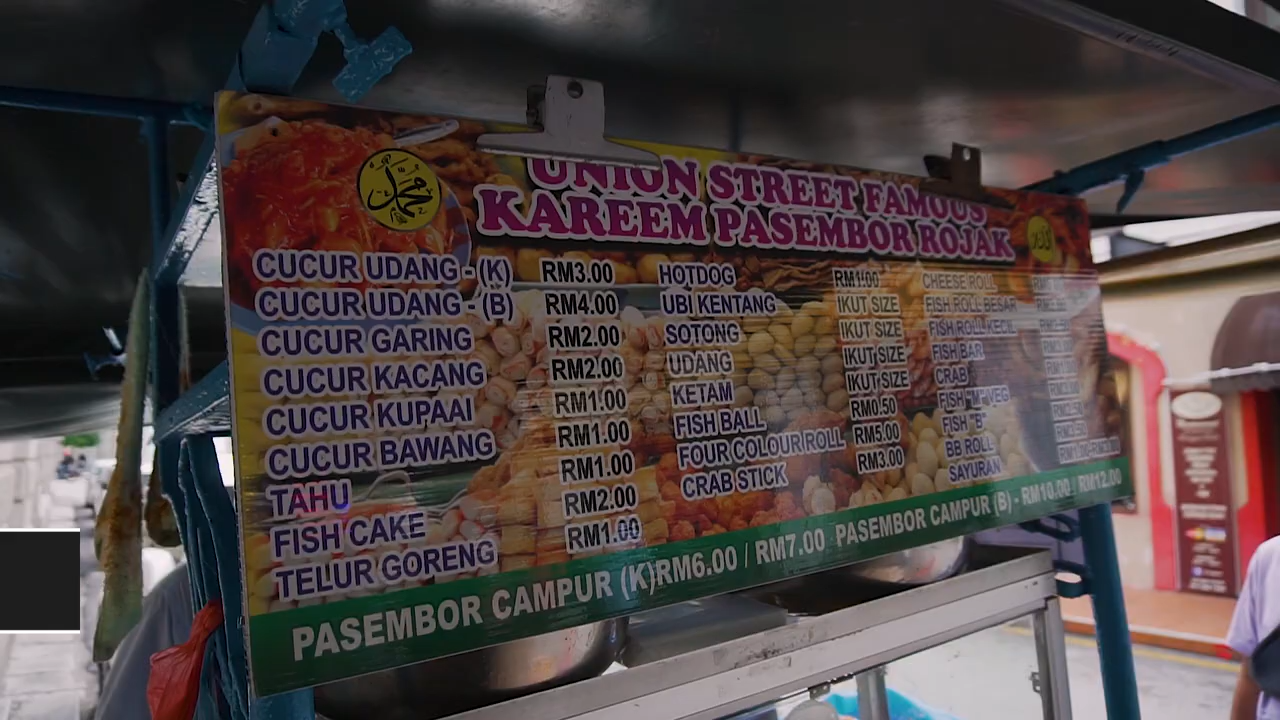 UNION STREET FAMOUS
KAREEM PASEMBOR ROJAK
محمد
الله
CUCUR UDANG - (K) RM3.00
CUCUR UDANG - (B) RM4.00
CUCUR GARING RM2.00
CUCUR KACANG RM2.00
CUCUR KUPAAI RM1.00
CUCUR BAWANG RM1.00
TAHU RM1.00
FISH CAKE RM2.00
TELUR GORENG RM1.00
HOTDOG RM1.00
UBI KENTANG IKUT SIZE
SOTONG IKUT SIZE
UDANG IKUT SIZE
KETAM IKUT SIZE
FISH BALL RM0.50
FOUR COLOUR ROLL RM5.00
CRAB STICK RM3.00
CHEESE ROLL
FISH ROLL BESAR
FISH ROLL KECIL
FISH BAR
CRAB
FISH "M" VEG
FISH "B"
BB ROLL
SAYURAN
PASEMBOR CAMPUR (K)RM6.00 / RM7.00 PASEMBOR CAMPUR (B) - RM10.00 / RM12.00